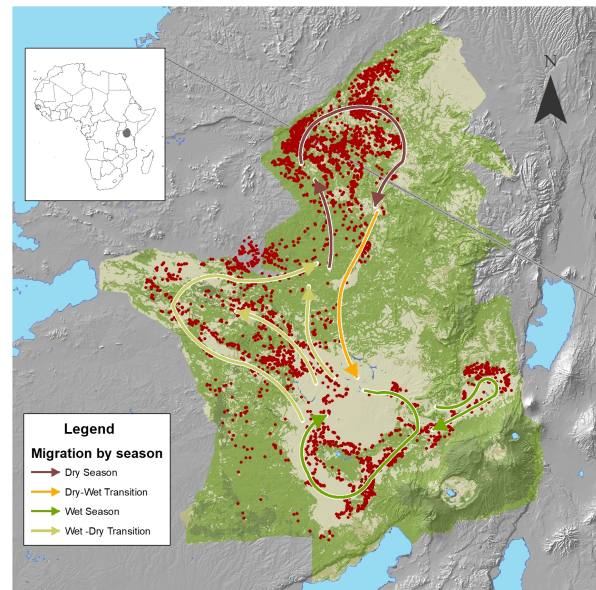 N
Legend
Migration by season
Dry Season
Dry-Wet Transition
Wet Season
Wet -Dry Transition